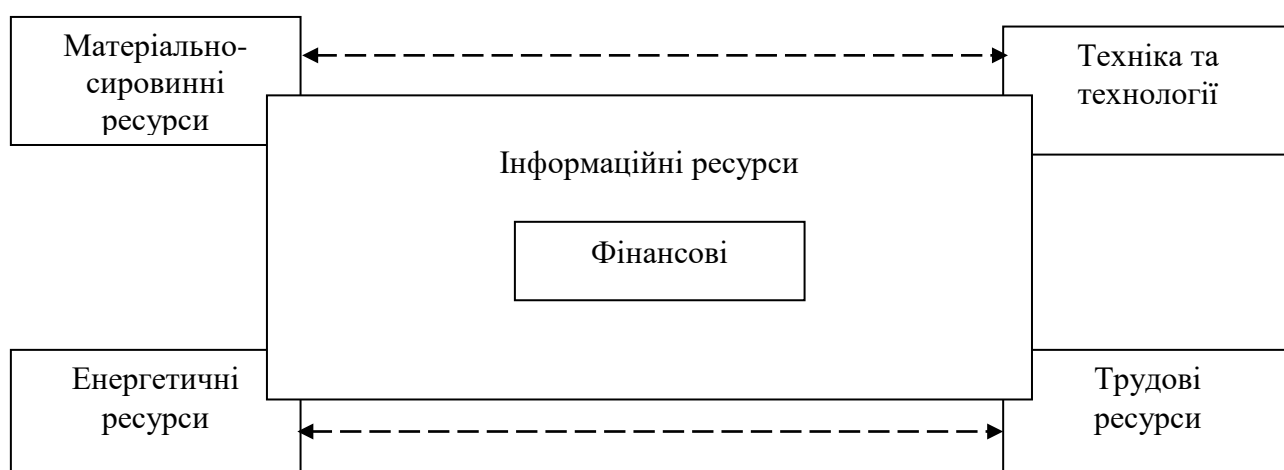 Матеріально-
сировинні
ресурси
Техніка та
технології
Інформаційні ресурси
Фінансові
Енергетичні
ресурси
Трудові
ресурси